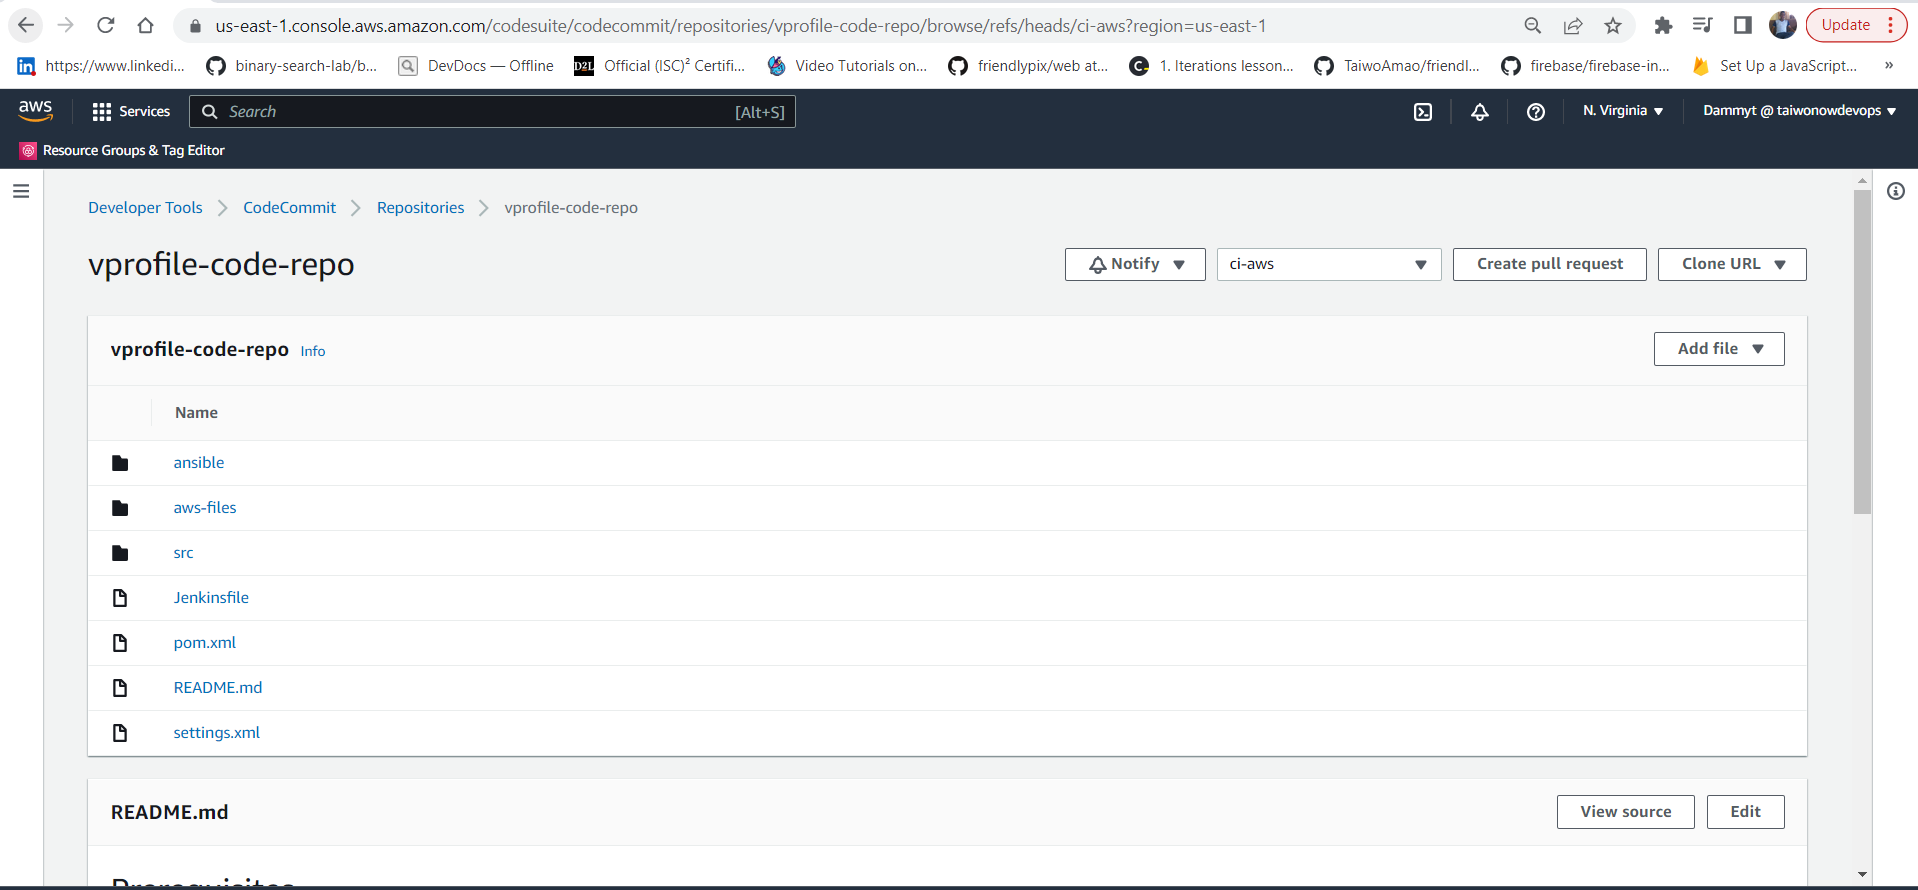 us-east-1.console.aws.amazon.com/codesuite/codecommit/repositories/vprofile-code-repo/browse/refs/heads/ci-aws?region=us-east-1
Update
https://www.linkedi...
binary-search-lab/b...
DevDocs — Offline
D2L
Official (ISC)² Certifi...
Video Tutorials on...
friendlypix/web at...
C
1. Iterations lesson...
TaiwoAmao/friendl...
firebase/firebase-in...
Set Up a JavaScript...
»
aws
Services
Search
[Alt+S]
N. Virginia
Dammyt @ taiwonowdevops
Resource Groups & Tag Editor
Developer Tools
CodeCommit
Repositories
vprofile-code-repo
vprofile-code-repo
Notify
ci-aws
Create pull request
Clone URL
vprofile-code-repo
Info
Add file
Name
ansible
aws-files
src
Jenkinsfile
pom.xml
README.md
settings.xml
README.md
View source
Edit
Prerequisites